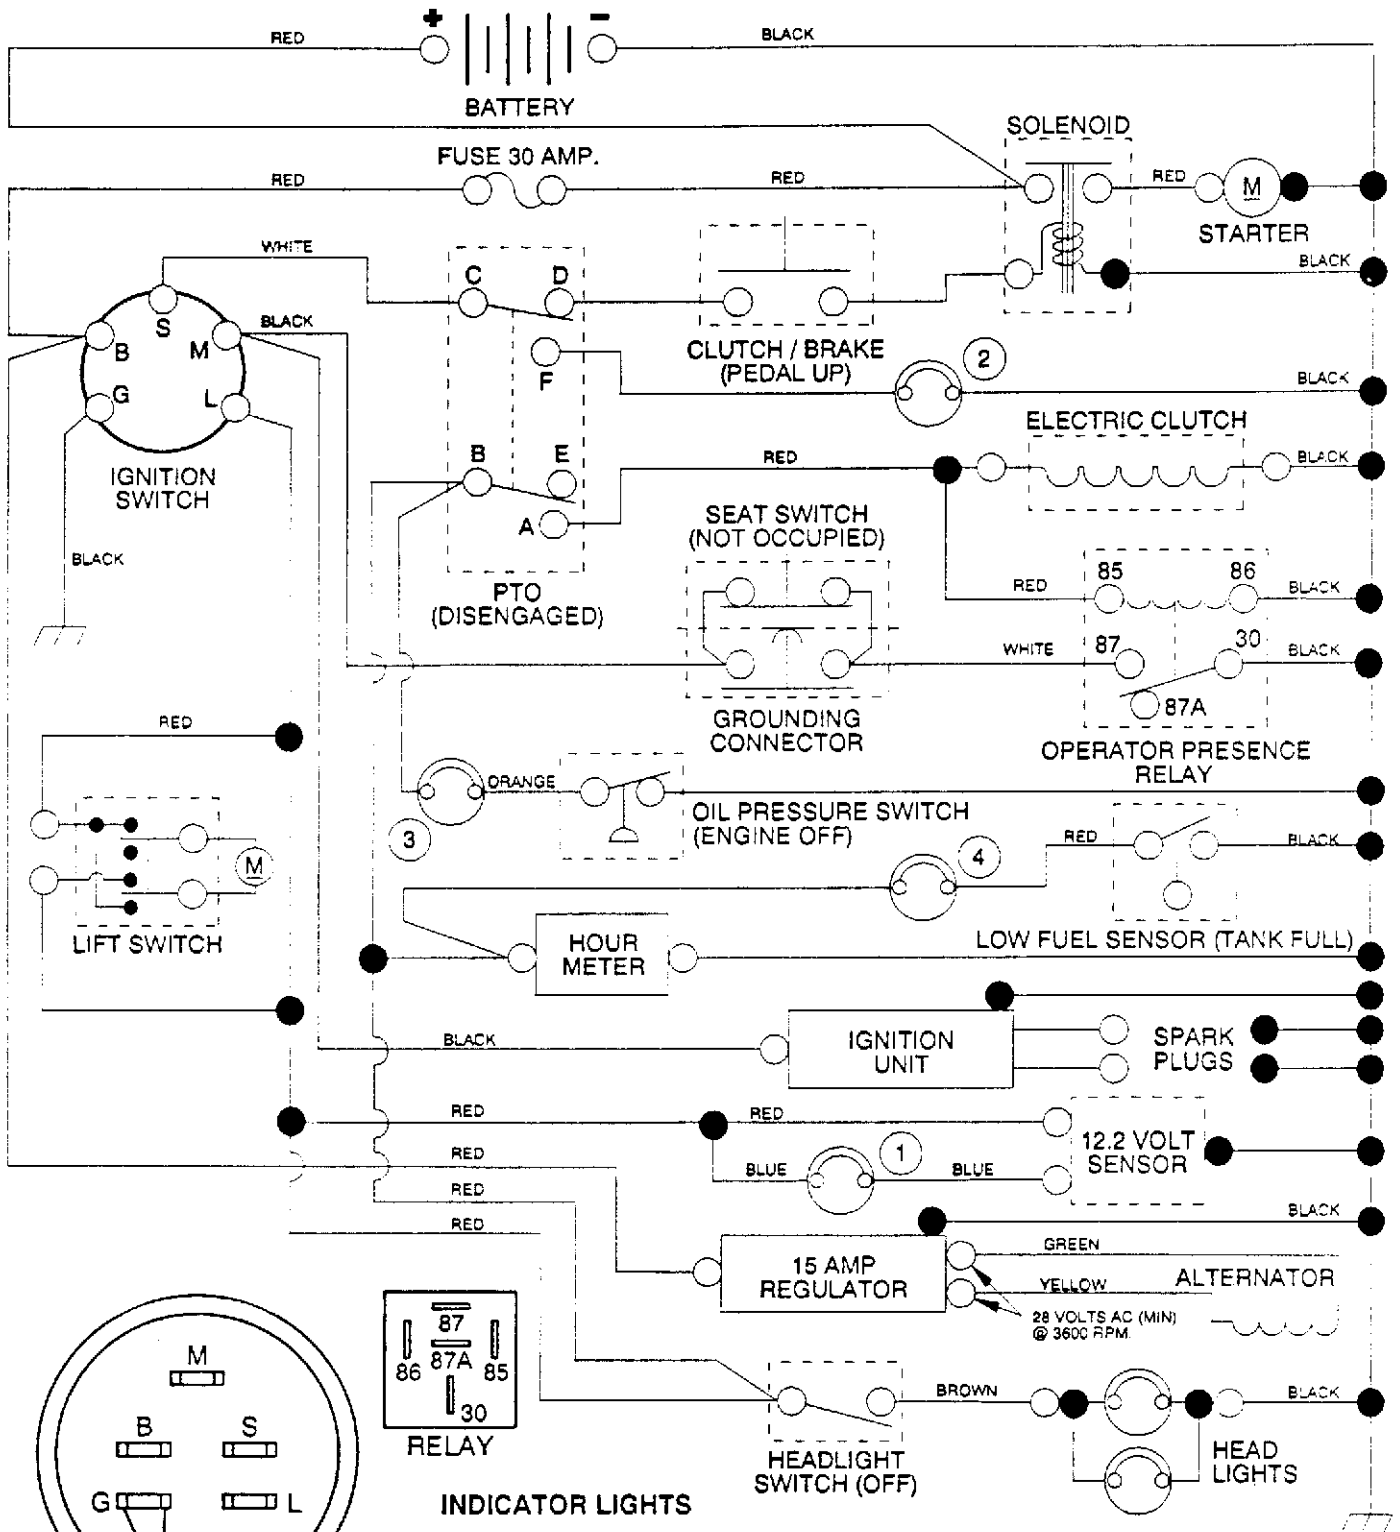 + -
RED
BLACK
BATTERY
SOLENOID
FUSE 30 AMP.
RED
RED
RED
M
STARTER
WHITE
BLACK
C D
S
BLACK
B
M
F
CLUTCH / BRAKE
(PEDAL UP)
2
BLACK
G
L
ELECTRIC CLUTCH
IGNITION
SWITCH
B E
RED
BLACK
A
SEAT SWITCH
(NOT OCCUPIED)
BLACK
PTO
(DISENGAGED)
RED
85 86
BLACK
WHITE
87 30
BLACK
87A
RED
GROUNDING
CONNECTOR
OPERATOR PRESENCE
RELAY
ORANGE
OIL PRESSURE SWITCH
(ENGINE OFF)
3
RED
BLACK
4
M
LIFT SWITCH
HOUR
METER
LOW FUEL SENSOR (TANK FULL)
BLACK
IGNITION
UNIT
SPARK
PLUGS
RED
RED
12.2 VOLT
SENSOR
RED
BLUE
1
BLUE
RED
RED
BLACK
15 AMP
REGULATOR
GREEN
YELLOW
ALTERNATOR
28 VOLTS AC (MIN)
@ 3600 RPM.
M
87
86 87A 85
30
RELAY
BROWN
BLACK
B S
HEADLIGHT
SWITCH (OFF)
HEAD
LIGHTS
G L
INDICATOR LIGHTS